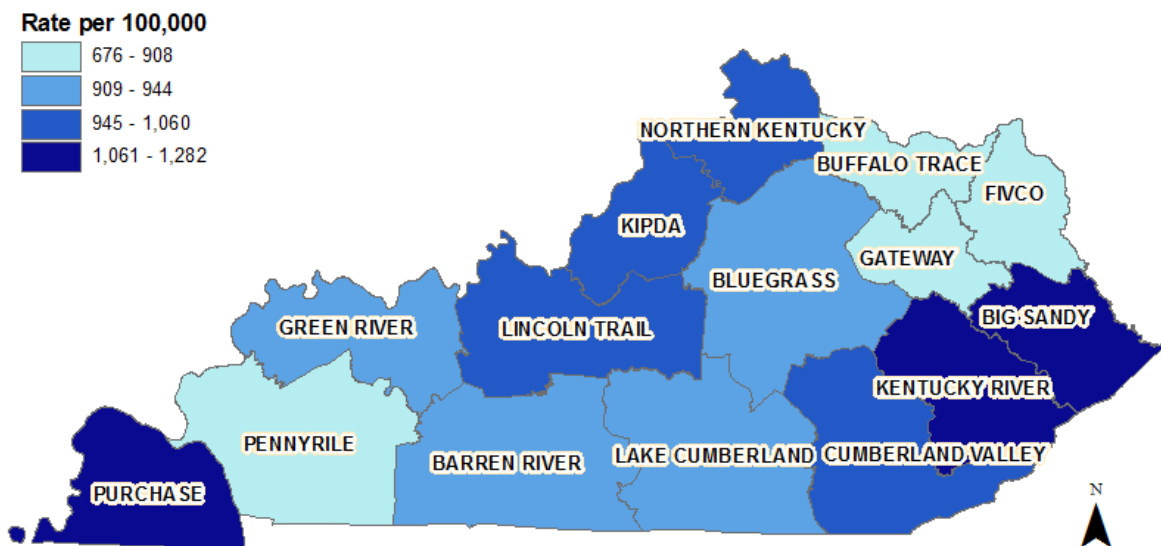 Rate per 100,000
676 - 908
909 - 944
945 - 1,060
1,061 - 1,282
NORTHERN KENTUCKY
BUFFALO TRACE
FIVCO
KIPDA
GATEWAY
BLUEGRASS
BIG SANDY
GREEN RIVER
LINCOLN TRAIL
KENTUCKY RIVER
PENNYRILE
BARREN RIVER
LAKE CUMBERLAND
CUMBERLAND VALLEY
PURCHASE
N